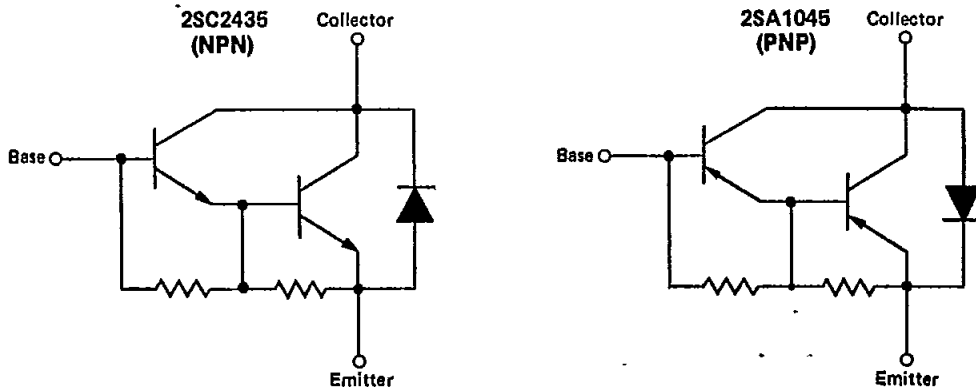 2SC2435
(NPN)
Collector
Base
Emitter
2SA1045
(PNP)
Collector
Base
Emitter